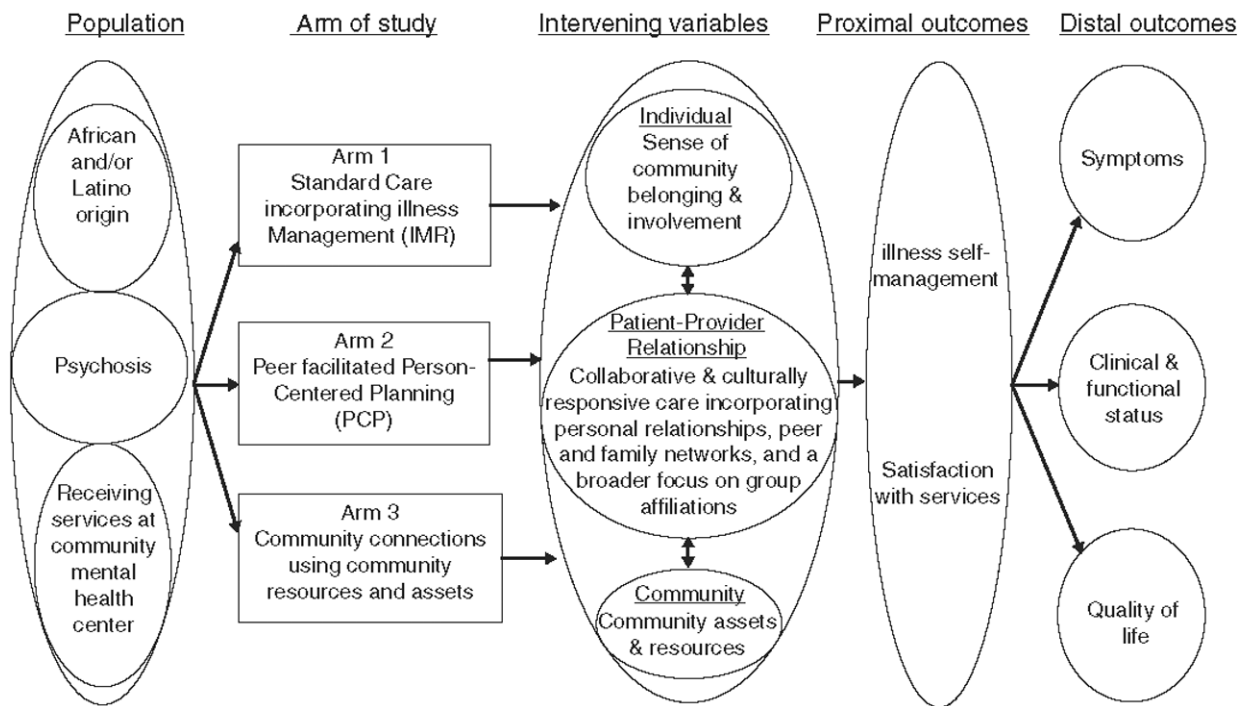 Population
Arm of study
Intervening variables
Proximal outcomes
Distal outcomes
African
and/or
Latino
origin
Psychosis
Receiving
services at
community
mental
health
center
Arm 1
Standard Care
incorporating illness
Management (IMR)
Arm 2
Peer facilitated Person-
Centered Planning
(PCP)
Arm 3
Community connections
using community
resources and assets
Individual
Sense of
community
belonging &
involvement
Patient-Provider
Relationship
Collaborative & culturally
responsive care incorporating
personal relationships, peer
and family networks, and a
broader focus on group
affiliations
Community
Community assets
& resources
illness self-
management
Satisfaction
with services
Symptoms
Clinical &
functional
status
Quality of
life